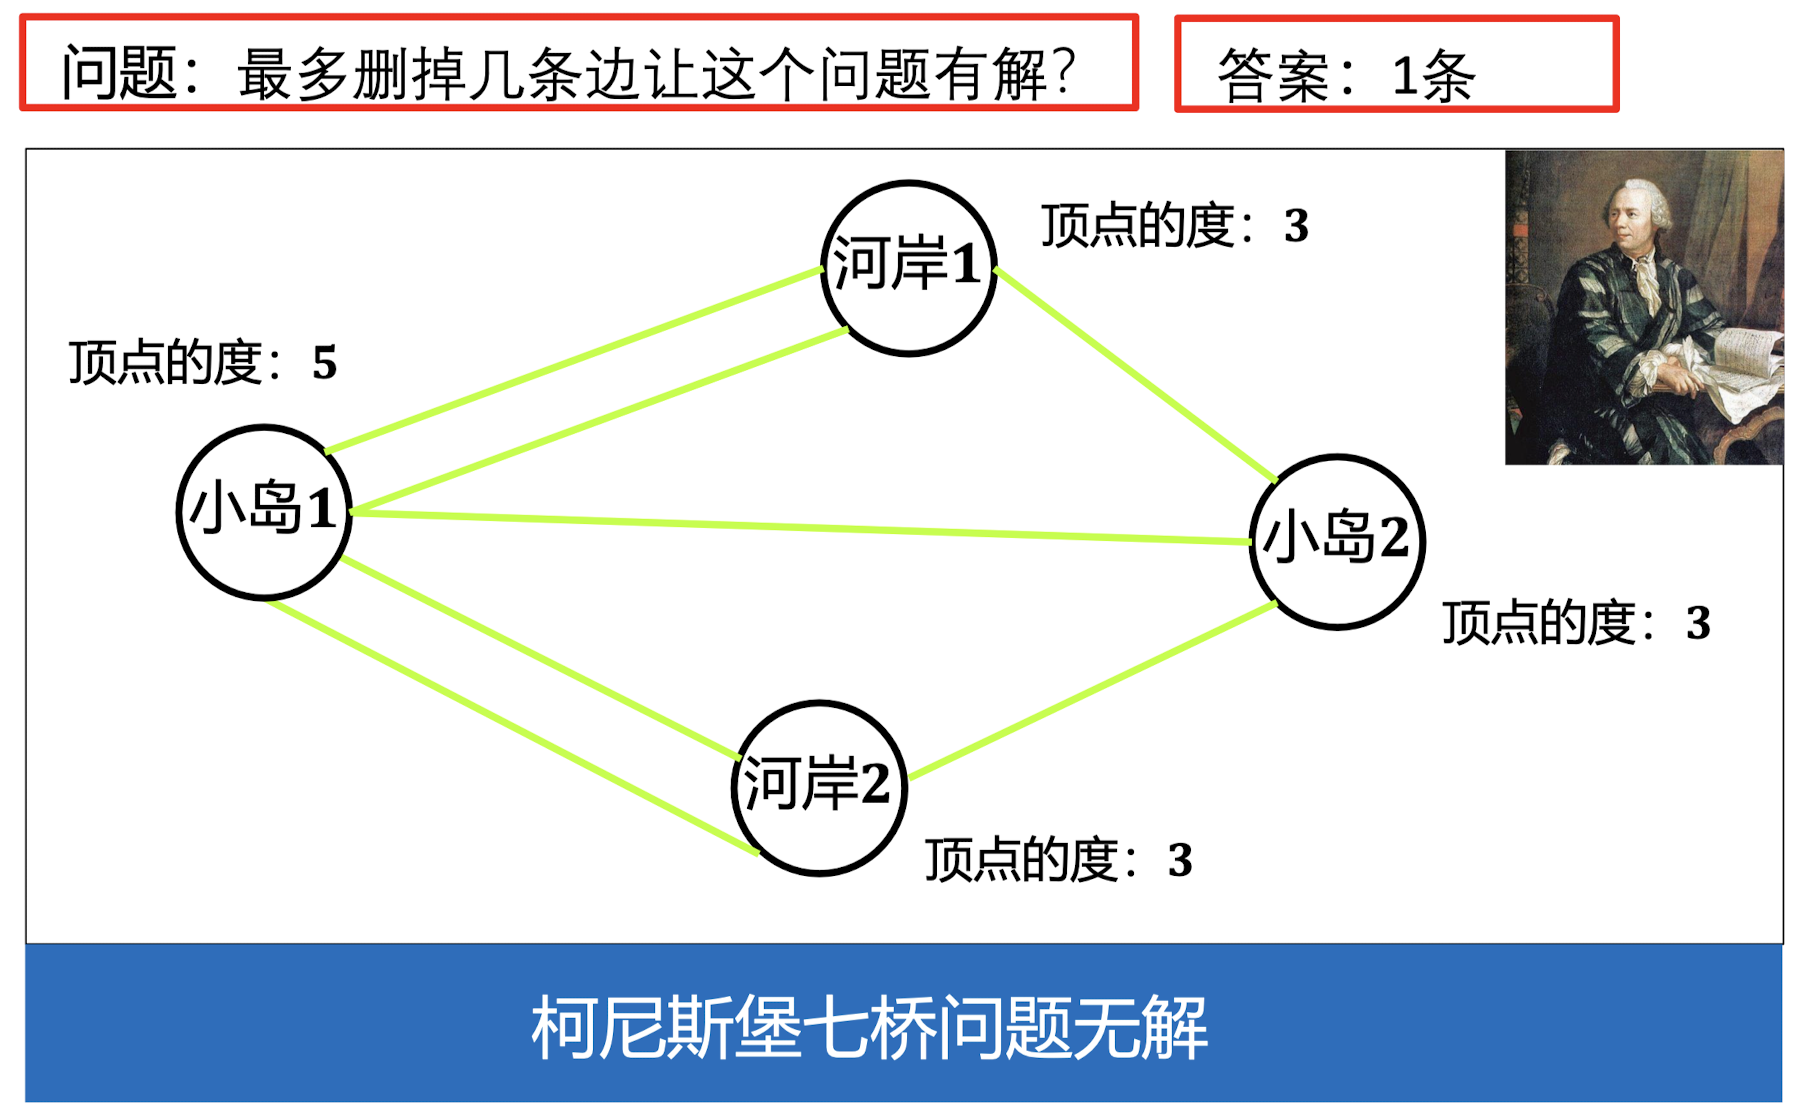 问题：最多删掉几条边让这个问题有解？
答案：1条
河岸1
顶点的度：3
顶点的度：5
小岛1
小岛2
顶点的度：3
河岸2
顶点的度：3
柯尼斯堡七桥问题无解